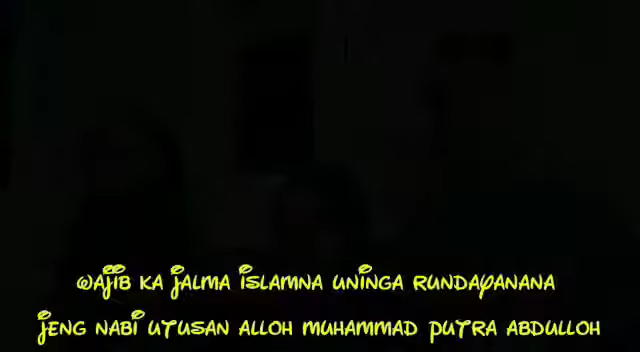 WAJIB KA JALMA ISLAMNA UNINGA RUNDAYANANA
JENG NABI UTUSAN ALLOH MUHAMMAD PUTRA ABDULLOH